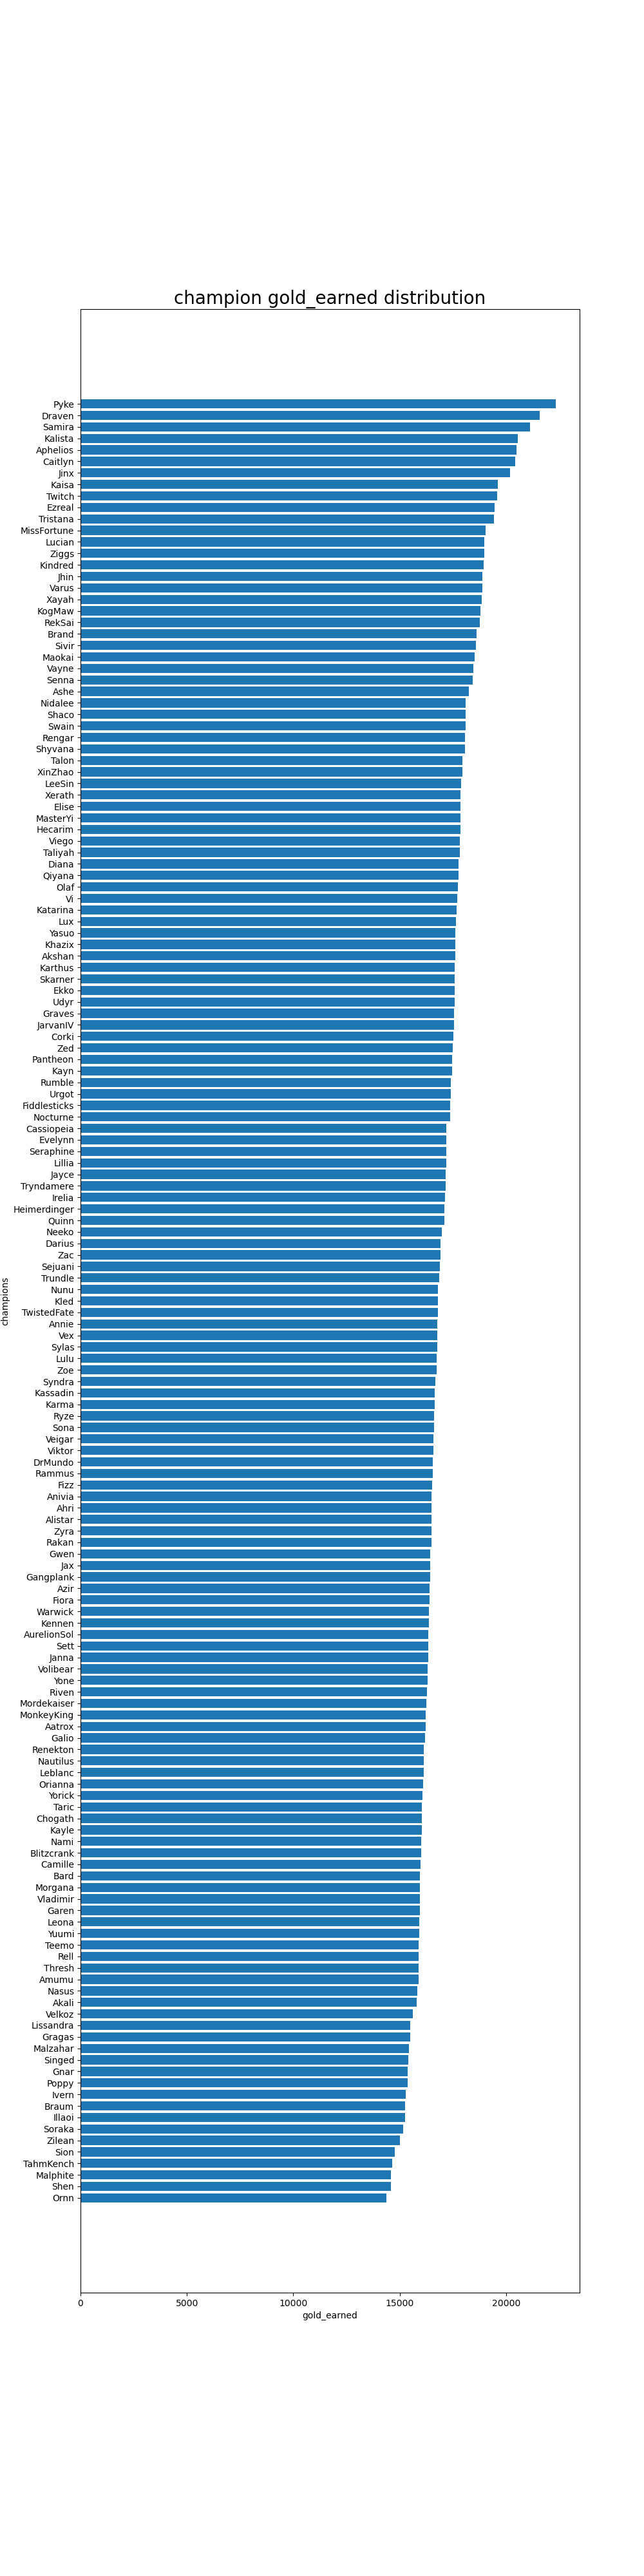 champion gold_earned distribution
Pyke
Draven
Samira
Kalista
Aphelios
Caitlyn
Jinx
Kaisa
Twitch
Ezreal
Tristana
MissFortune
Lucian
Ziggs
Kindred
Jhin
Varus
Xayah
KogMaw
RekSai
Brand
Sivir
Maokai
Vayne
Senna
Ashe
Nidalee
Shaco
Swain
Rengar
Shyvana
Talon
XinZhao
LeeSin
Xerath
Elise
MasterYi
Hecarim
Viego
Taliyah
Diana
Qiyana
Olaf
Vi
Katarina
Lux
Yasuo
Khazix
Akshan
Karthus
Skarner
Ekko
Udyr
Graves
JarvanIV
Corki
Zed
Pantheon
Kayn
Rumble
Urgot
Fiddlesticks
Nocturne
Cassiopeia
Evelynn
Seraphine
Lillia
Jayce
Tryndamere
Irelia
Heimerdinger
Quinn
Neeko
Darius
Zac
Sejuani
Trundle
Nunu
Kled
TwistedFate
Annie
Vex
Sylas
Lulu
Zoe
Syndra
Kassadin
Karma
Ryze
Sona
Veigar
Viktor
DrMundo
Rammus
Fizz
Anivia
Ahri
Alistar
Zyra
Rakan
Gwen
Jax
Gangplank
Azir
Fiora
Warwick
Kennen
AurelionSol
Sett
Janna
Volibear
Yone
Riven
Mordekaiser
MonkeyKing
Aatrox
Galio
Renekton
Nautilus
Leblanc
Orianna
Yorick
Taric
Chogath
Kayle
Nami
Blitzcrank
Camille
Bard
Morgana
Vladimir
Garen
Leona
Yuumi
Teemo
Rell
Thresh
Amumu
Nasus
Akali
Velkoz
Lissandra
Gragas
Malzahar
Singed
Gnar
Poppy
Ivern
Braum
Illaoi
Soraka
Zilean
Sion
TahmKench
Malphite
Shen
Ornn
champions
0 5000 10000 15000 20000
gold_earned